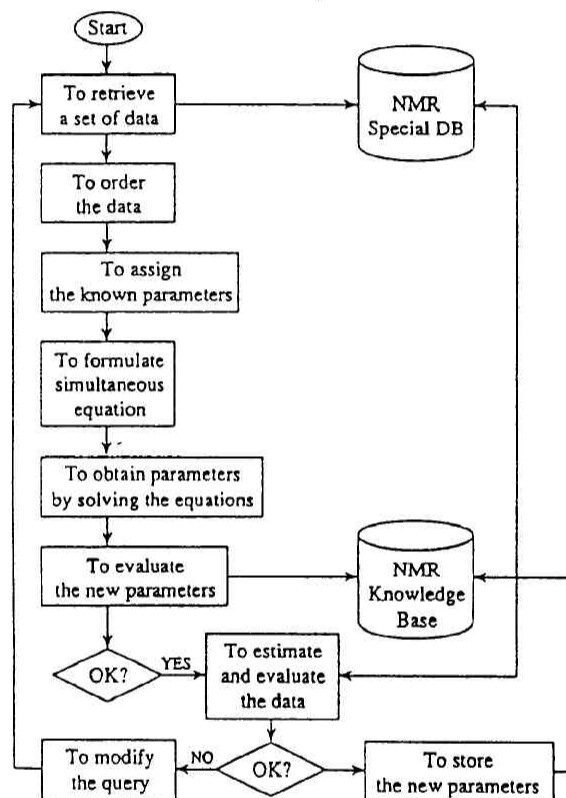 Start
To retrieve
a set of data
NMR
Special DB
To order
the data
To assign
the known parameters
To formulate
simultaneous
equation
To obtain parameters
by solving the equations
To evaluate
the new parameters
NMR
Knowledge
Base
OK?
YES
To estimate
and evaluate
the data
To modify
the query
NO
OK?
To store
the new parameters